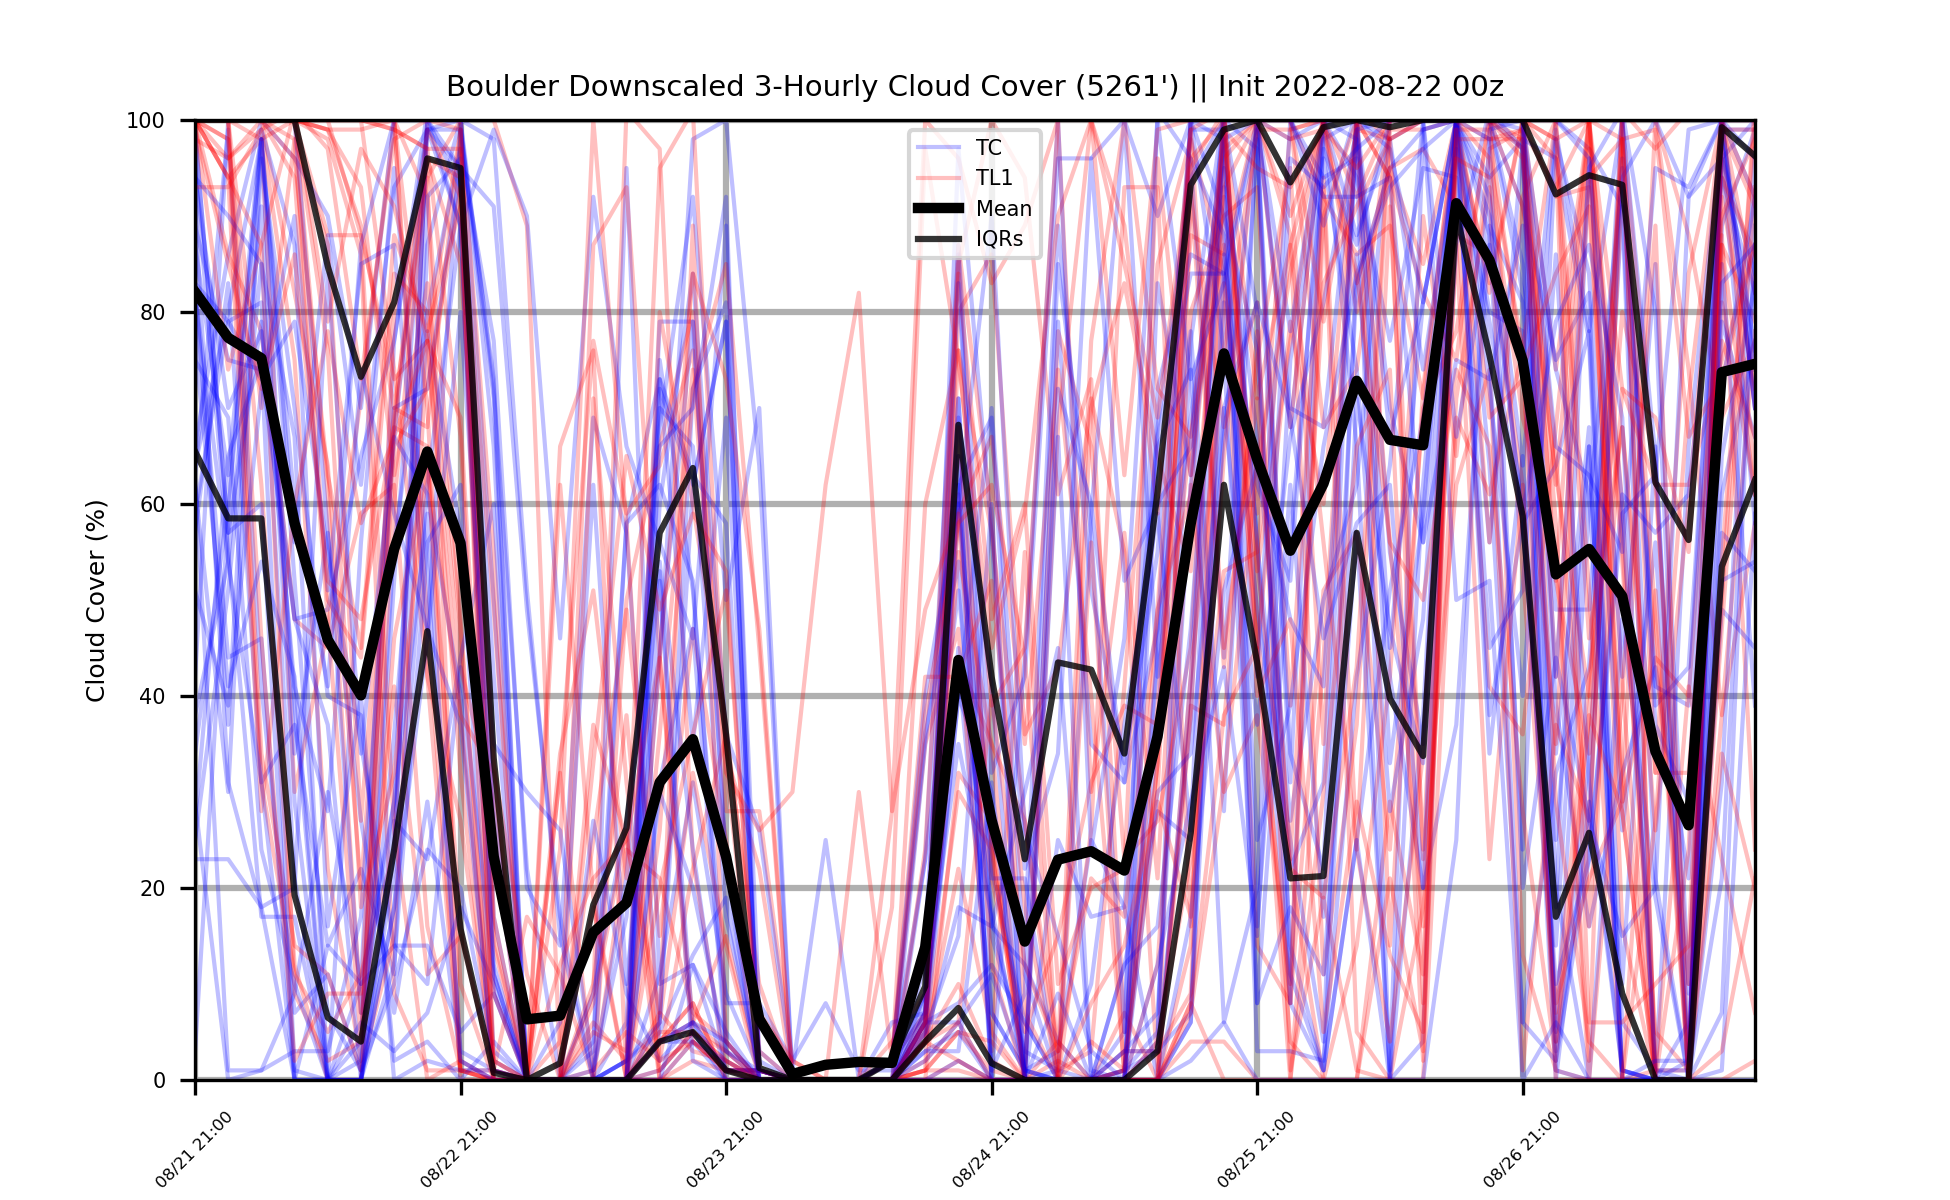 Boulder Downscaled 3-Hourly Cloud Cover (5261') || Init 2022-08-22 00z
TC
TL1
Mean
IQRs
Cloud Cover (%)
100
80
60
40
20
0
08/21 21:00
08/22 21:00
08/23 21:00
08/24 21:00
08/25 21:00
08/26 21:00